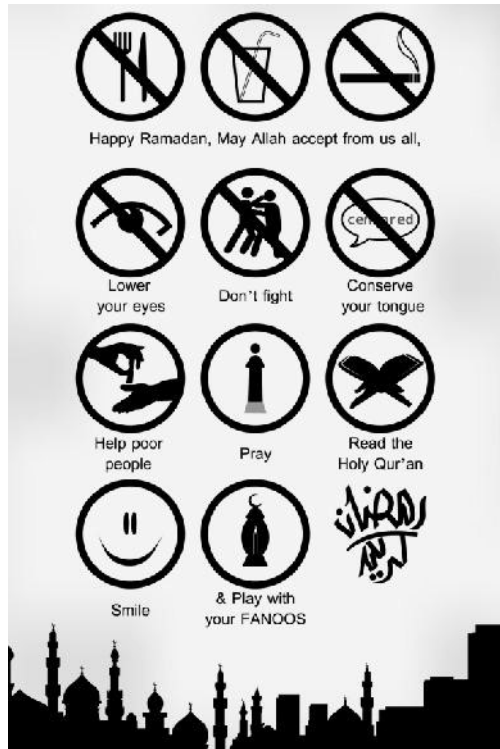 Happy Ramadan, May Allah accept from us all,
censored
Lower
your eyes
Don't fight
Conserve
your tongue
Help poor
people
Pray
Read the
Holy Qur'an
Smile
& Play with
your FANOOS
رمضان
كريم